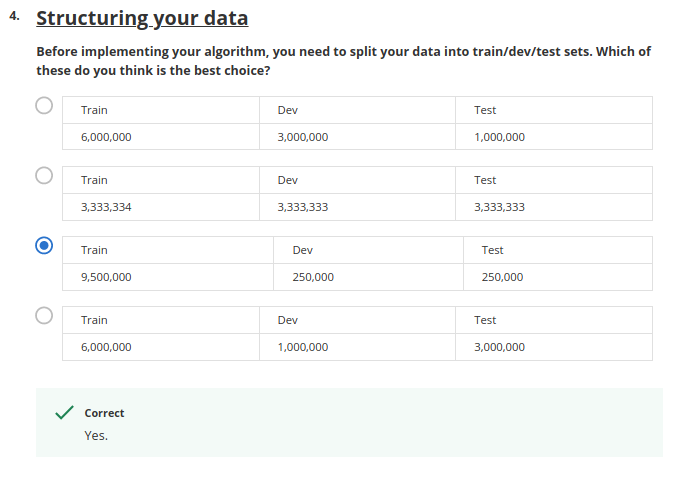 4. Structuring your data
Before implementing your algorithm, you need to split your data into train/dev/test sets. Which of
these do you think is the best choice?
Train Dev Test
6,000,000 3,000,000 1,000,000
Train Dev Test
3,333,334 3,333,333 3,333,333
Train Dev Test
9,500,000 250,000 250,000
Train Dev Test
6,000,000 1,000,000 3,000,000
Correct
Yes.